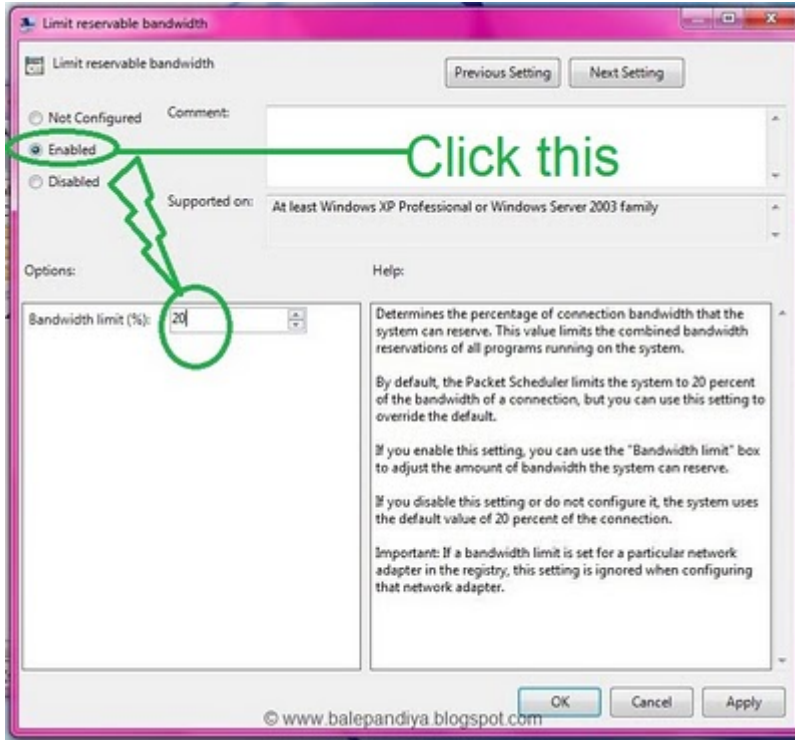 Limit reservable bandwidth
Limit reservable bandwidth
Previous Setting
Next Setting
Not Configured
Comment:
Enabled
Click this
Disabled
Supported on:
At least Windows XP Professional or Windows Server 2003 family
Options:
Help:
Bandwidth limit (%):
20
Determines the percentage of connection bandwidth that the
system can reserve. This value limits the combined bandwidth
reservations of all programs running on the system.
By default, the Packet Scheduler limits the system to 20 percent
of the bandwidth of a connection, but you can use this setting to
override the default.
If you enable this setting, you can use the "Bandwidth limit" box
to adjust the amount of bandwidth the system can reserve.
If you disable this setting or do not configure it, the system uses
the default value of 20 percent of the connection.
Important: If a bandwidth limit is set for a particular network
adapter in the registry, this setting is ignored when configuring
that network adapter.
OK
Cancel
Apply
© www.balepandiya.blogspot.com